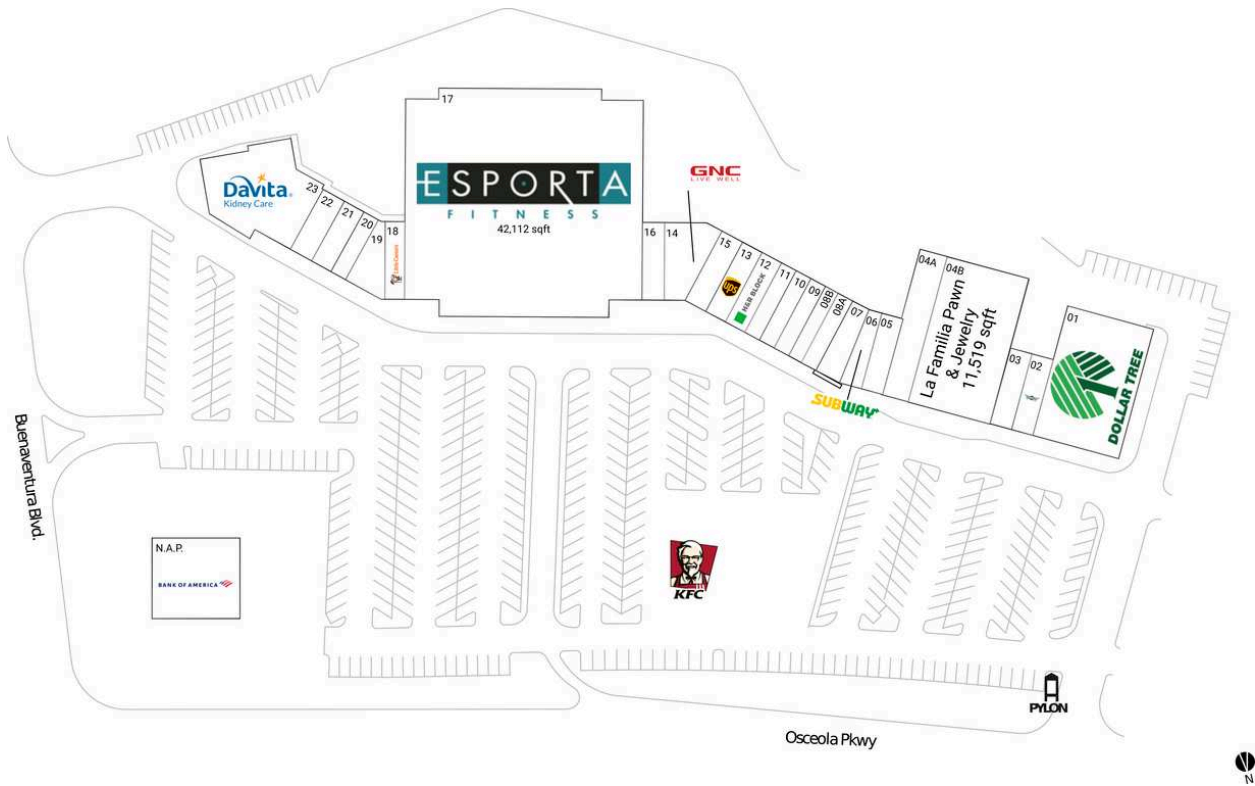 17
ESPORTA
FITNESS
42,112 sqft
DaVita
Kidney Care
23
22
21
20
19
18
Little Caesars
16
14
GNC
LIVE WELL
15
13
ups
12
H&R BLOCK
11
10
09
08B
08A
07
06
05
SUBWAY
04A
04B
La Familia Pawn
& Jewelry
11,519 sqft
03
02
01
DOLLAR TREE
Buenaventura Blvd.
N.A.P.
BANK OF AMERICA
KFC
PYLON
Osceola Pkwy
N